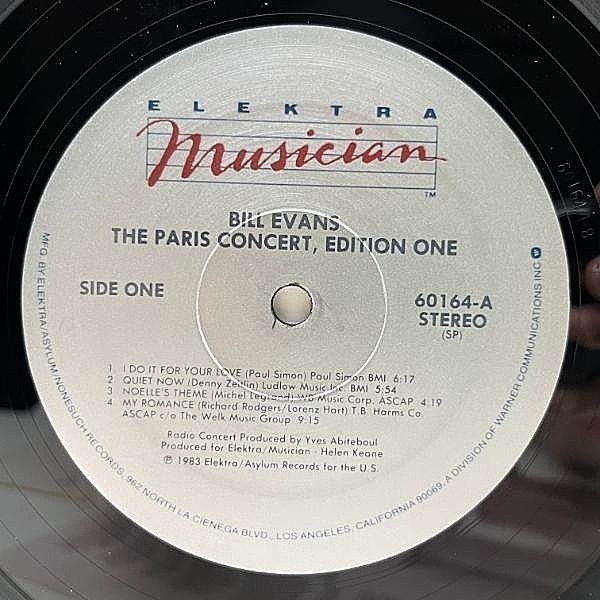 ELEKTRA
Musician
TM
BILL EVANS
THE PARIS CONCERT, EDITION ONE
SIDE ONE
60164-A
STEREO
(SP)
1. I DO IT FOR YOUR LOVE (Paul Simon) Paul Simon BMI 6:17
2. QUIET NOW (Denny Zeitlin) Ludlow Music Inc. BMI 5:54
3. NOELLE'S THEME (Michel Legrand) WB Music Corp. ASCAP 4:19
4. MY ROMANCE (Richard Rodgers/Lorenz Hart) T.B. Harms Co.
ASCAP c/o The Welk Music Group 9:15
Radio Concert Produced by Yves Abiteboul
Produced for Elektra/Musician - Helen Keane
℗ 1983 Elektra/Asylum Records for the U.S.
MFG. BY ELEKTRA/ASYLUM/NONESUCH RECORDS, 962 NORTH LA CIENEGA BLVD., LOS ANGELES, CALIFORNIA 90069. A DIVISION OF WARNER COMMUNICATIONS INC.